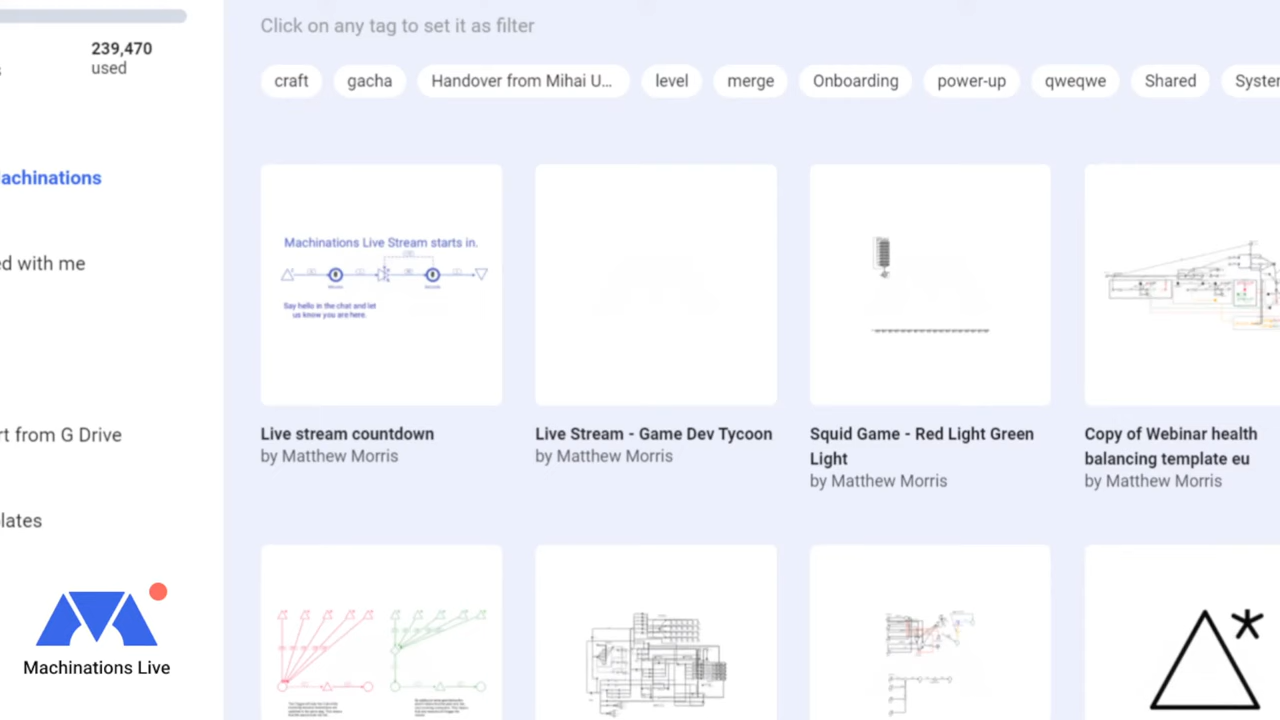 Click on any tag to set it as filter
239,470
used
craft gacha Handover from Mihai U... level merge Onboarding power-up qweqwe Shared Syster
achinations
ed with me
rt from G Drive
lates
Machinations Live
Machinations Live Stream starts in.
Say hello in the chat and let
us know you are here.
Live stream countdown
by Matthew Morris
Live Stream - Game Dev Tycoon
by Matthew Morris
Squid Game - Red Light Green
Light
by Matthew Morris
Copy of Webinar health
balancing template eu
by Matthew Morris